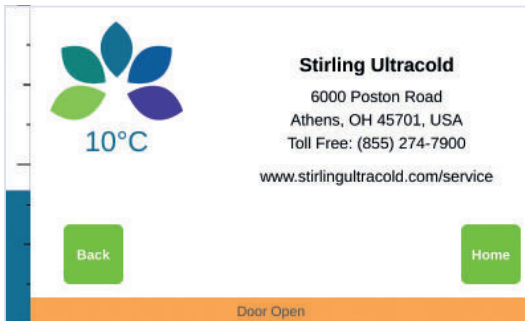 10°C
Stirling Ultracold
6000 Poston Road
Athens, OH 45701, USA
Toll Free: (855) 274-7900
www.stirlingultracold.com/service
Back
Home
Door Open